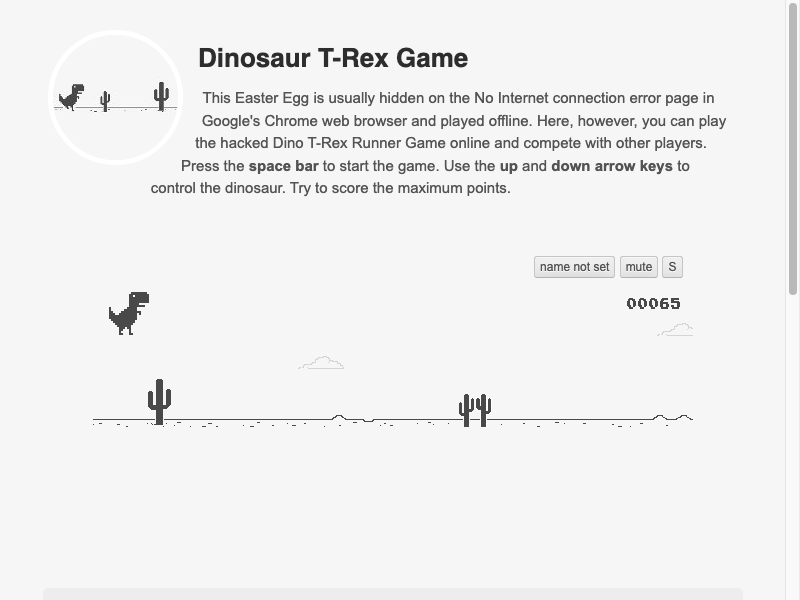 Dinosaur T-Rex Game
This Easter Egg is usually hidden on the No Internet connection error page in
Google's Chrome web browser and played offline. Here, however, you can play
the hacked Dino T-Rex Runner Game online and compete with other players.
Press the space bar to start the game. Use the up and down arrow keys to
control the dinosaur. Try to score the maximum points.
name not set mute S
00065